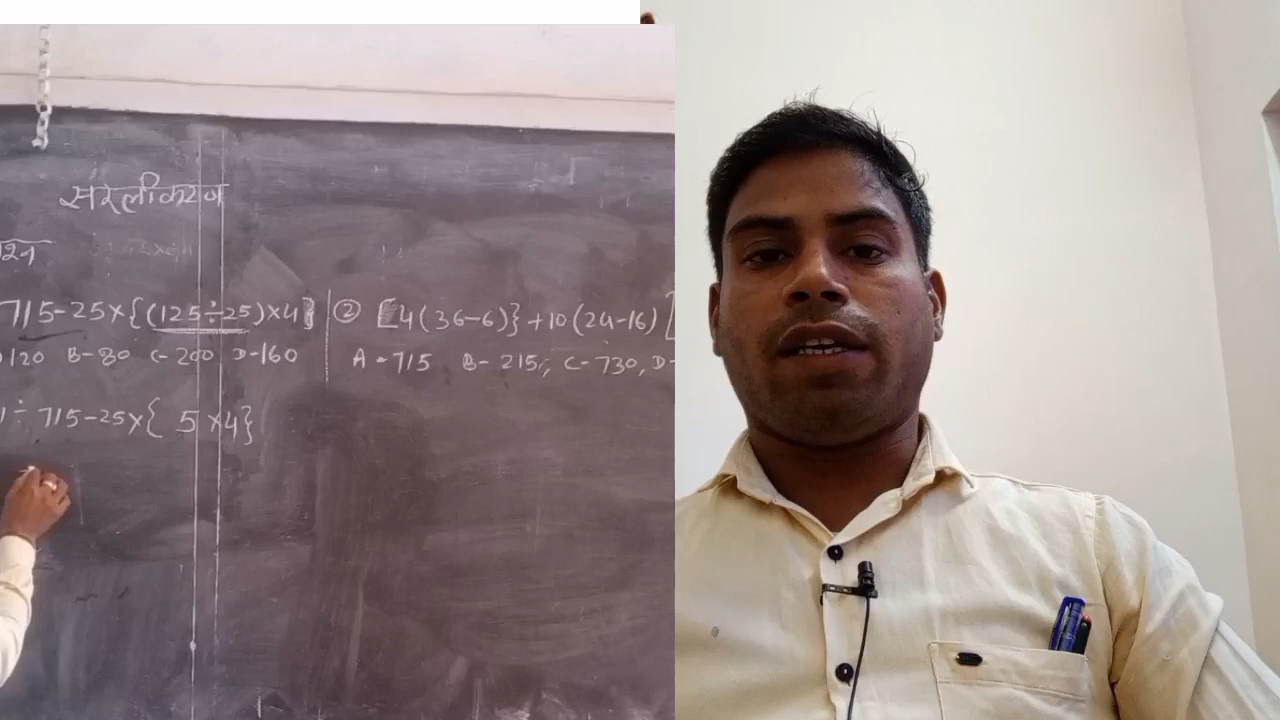 सरलीकरण
715-25×{(125÷25)×4}
② [4(36-6)}+10(24-16)[
120 B-80 C-200 D-160
A-715 B-215, C-730, D-
÷ 715-25×{ 5×4}